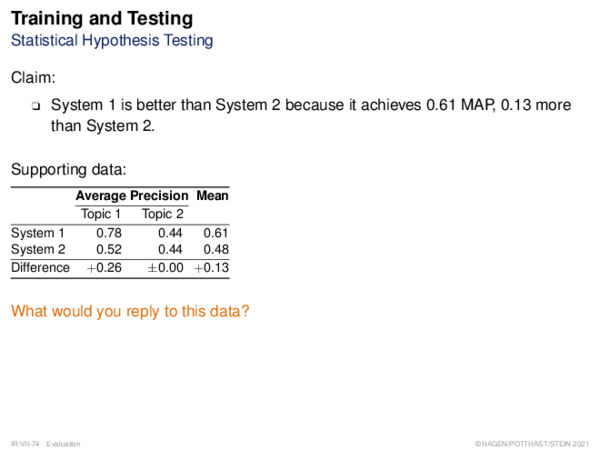 Training and Testing
Statistical Hypothesis Testing
Claim:
❑ System 1 is better than System 2 because it achieves 0.61 MAP, 0.13 more
than System 2.
Supporting data:
Average Precision Mean
Topic 1 Topic 2
System 1 0.78 0.44 0.61
System 2 0.52 0.44 0.48
Difference +0.26 ±0.00 +0.13
What would you reply to this data?
IR:VII-74 Evaluation ©HAGEN/POTTHAST/STEIN 2021